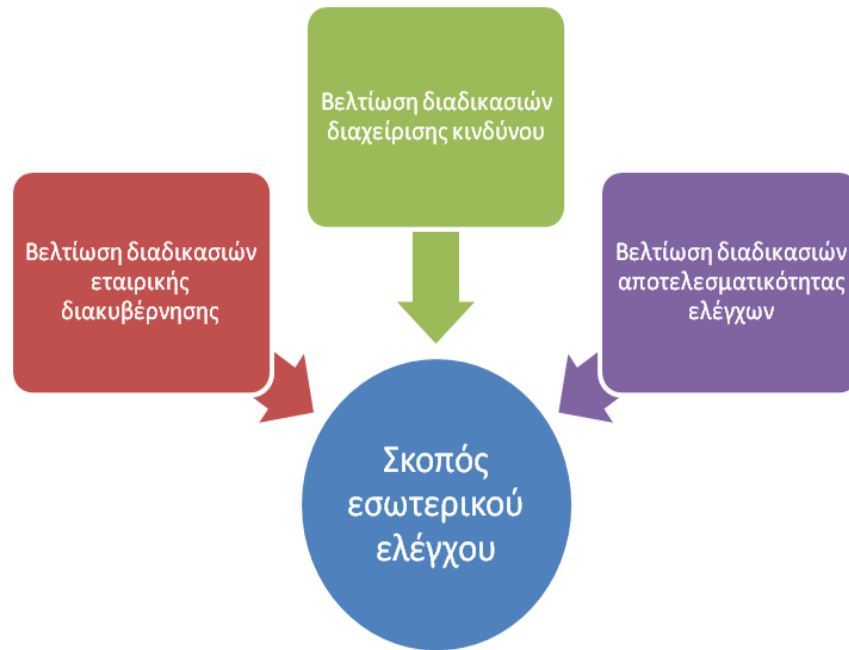 Βελτίωση διαδικασιών
διαχείρισης κινδύνου
Βελτίωση διαδικασιών
εταιρικής
διακυβέρνησης
Βελτίωση διαδικασιών
αποτελεσματικότητας
ελέγχων
Σκοπός
εσωτερικού
ελέγχου